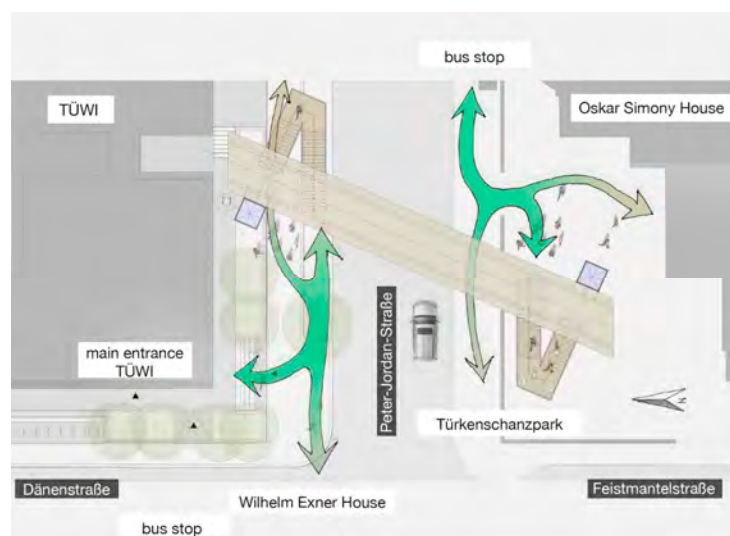 bus stop
TÜWI
Oskar Simony House
Peter-Jordan-Straße
main entrance
TÜWI
Türkenschanzpark
N
Dänenstraße
Feistmantelstraße
Wilhelm Exner House
bus stop